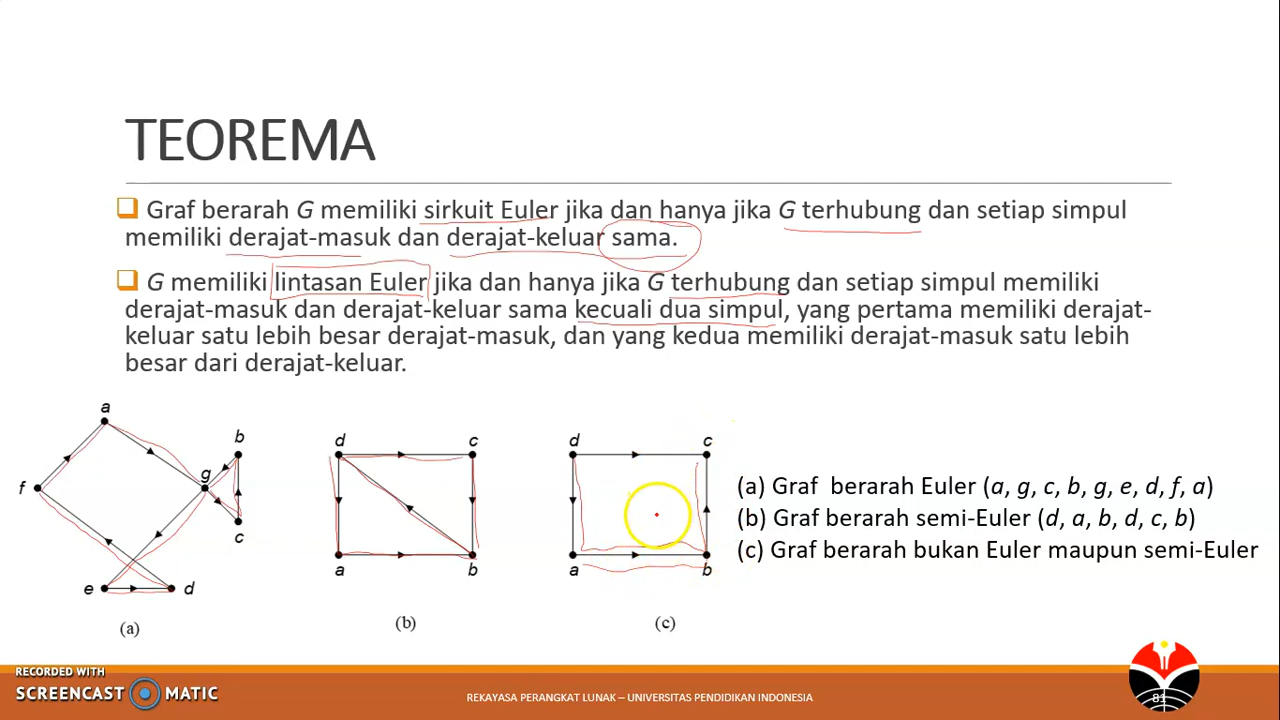 TEOREMA
Graf berarah G memiliki sirkuit Euler jika dan hanya jika G terhubung dan setiap simpul
memiliki derajat-masuk dan derajat-keluar sama.
G memiliki lintasan Euler jika dan hanya jika G terhubung dan setiap simpul memiliki
derajat-masuk dan derajat-keluar sama kecuali dua simpul, yang pertama memiliki derajat-
keluar satu lebih besar derajat-masuk, dan yang kedua memiliki derajat-masuk satu lebih
besar dari derajat-keluar.
a
b
g
f
c
e
d
(a)
d
c
a
b
(b)
d
c
a
b
(c)
(a) Graf berarah Euler (a, g, c, b, g, e, d, f, a)
(b) Graf berarah semi-Euler (d, a, b, d, c, b)
(c) Graf berarah bukan Euler maupun semi-Euler
RECORDED WITH
SCREENCAST MATIC
REKAYASA PERANGKAT LUNAK – UNIVERSITAS PENDIDIKAN INDONESIA
81